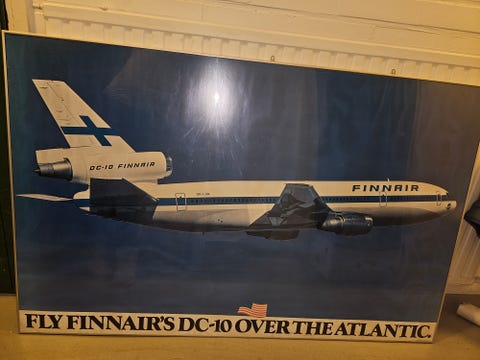 DC-10 FINNAIR
FINNAIR
FLY FINNAIR'S DC-10 OVER THE ATLANTIC.